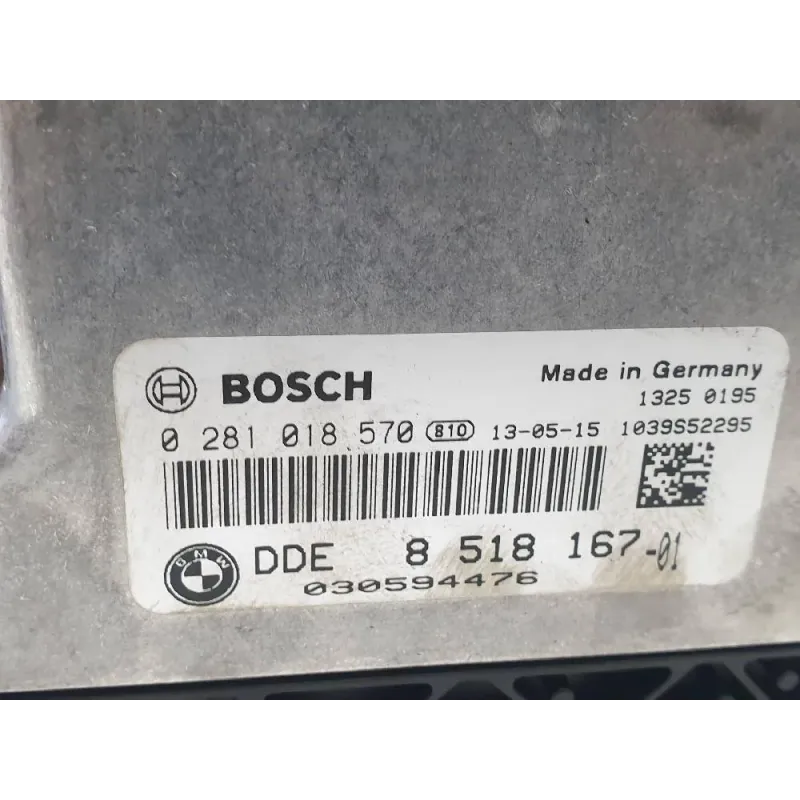 BOSCH
Made in Germany
1325 0195
0 281 018 570 810 13-05-15 1039S52295
BMW DDE 8 518 167-01
030594476